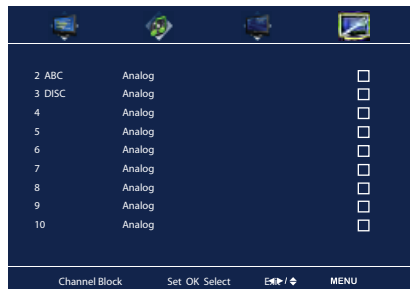 2 ABC Analog
3 DISC Analog
4 Analog
5 Analog
6 Analog
7 Analog
8 Analog
9 Analog
10 Analog
Channel Block Set OK Select / MENU